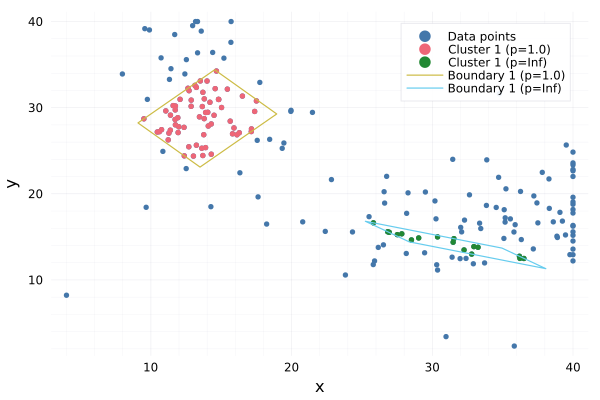 40
30
20
10
y
10
20
30
40
x
Data points
Cluster 1 (p=1.0)
Cluster 1 (p=Inf)
Boundary 1 (p=1.0)
Boundary 1 (p=Inf)